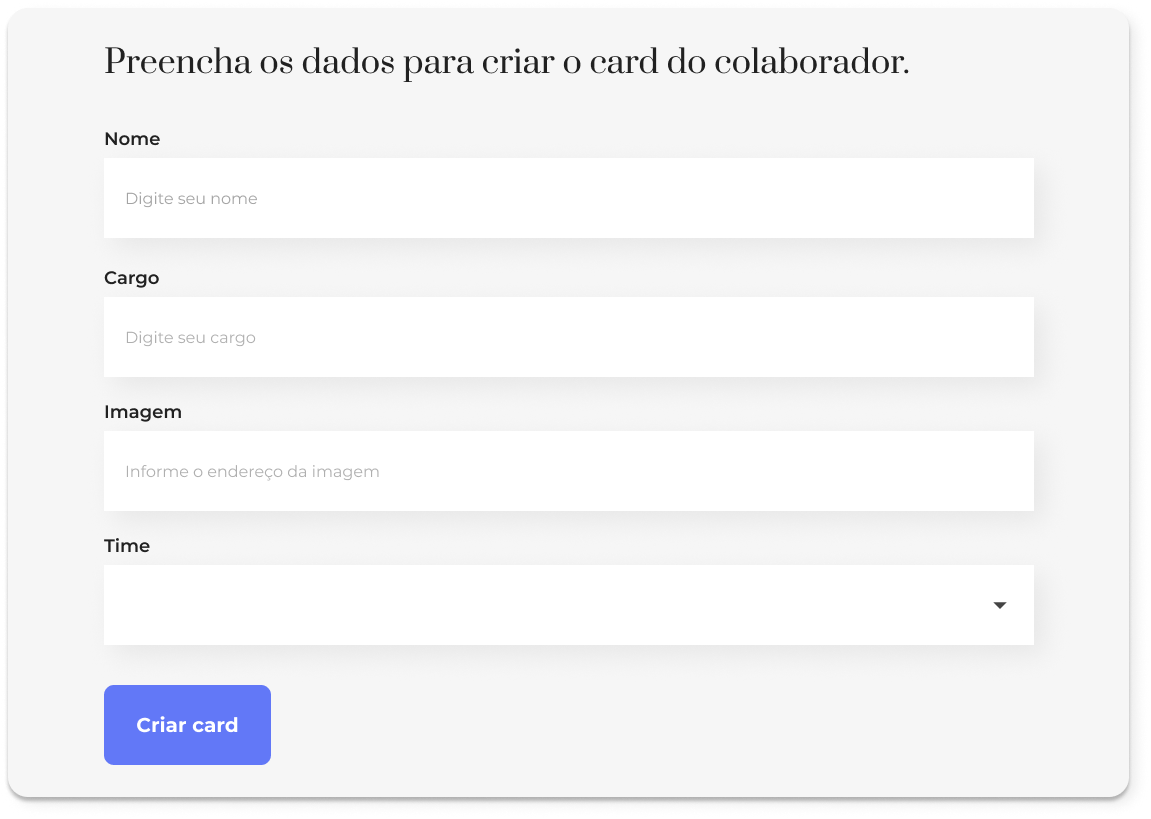 Preencha os dados para criar o card do colaborador.
Nome
Digite seu nome
Cargo
Digite seu cargo
Imagem
Informe o endereço da imagem
Time
Criar card